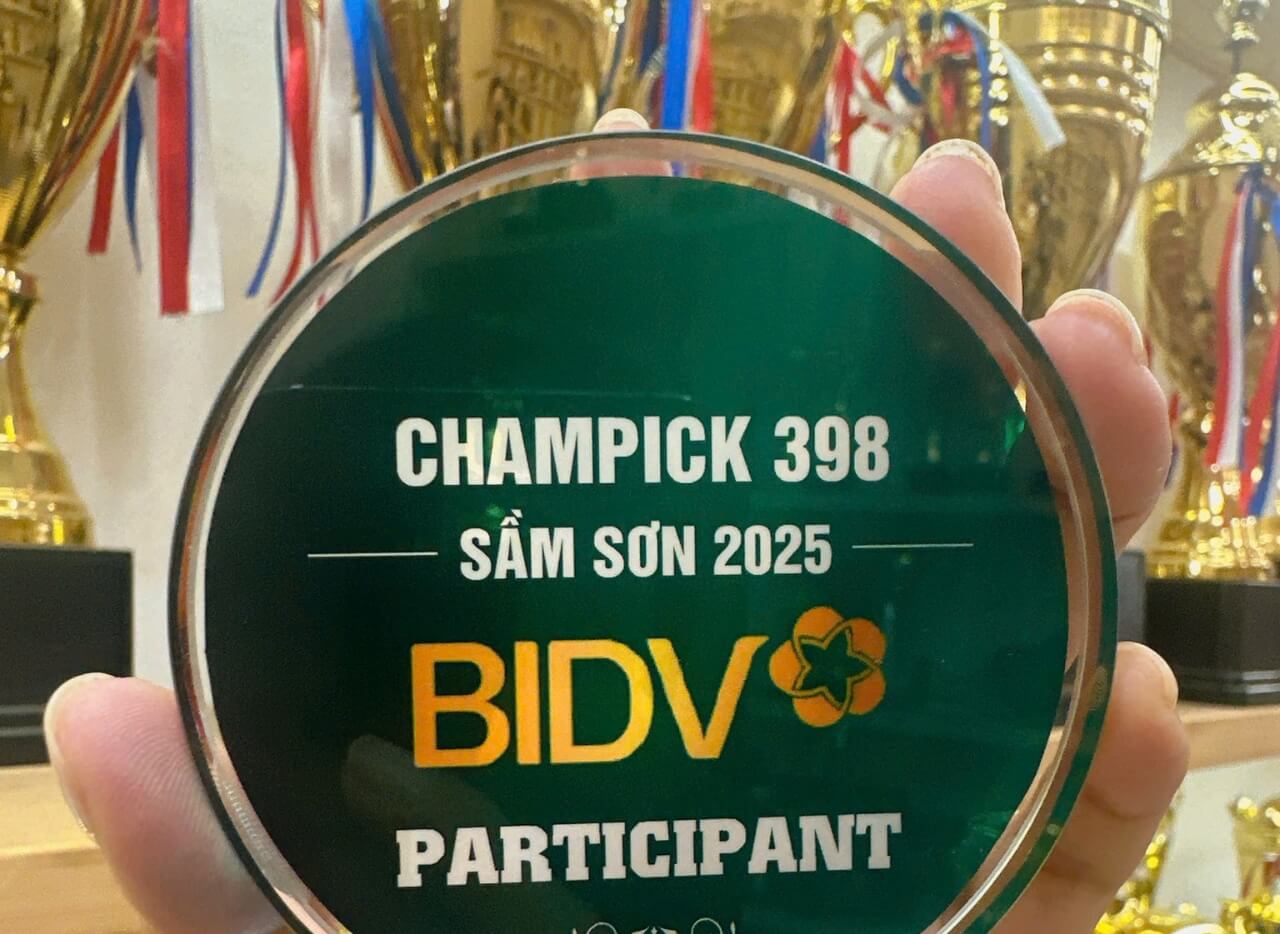 CHAMPICK 398
SẦM SƠN 2025
BIDV
PARTICIPANT